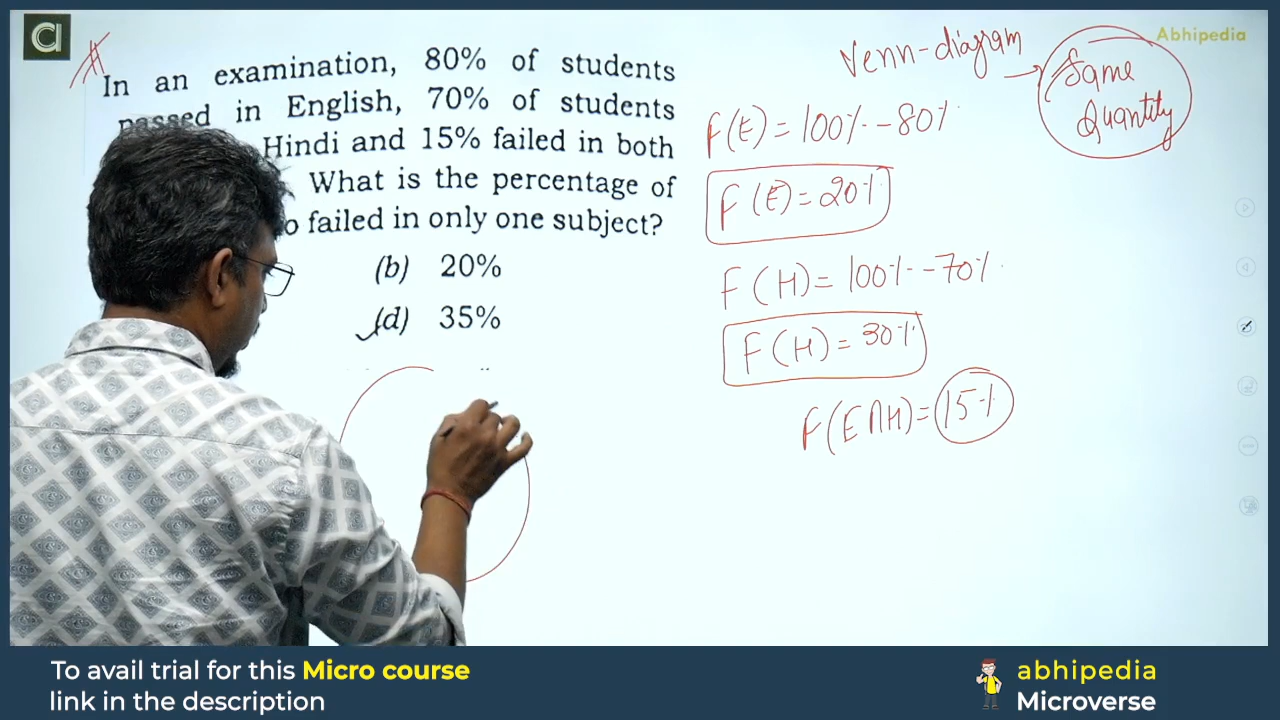 Abhipedia
In an examination, 80% of students
passed in English, 70% of students
Hindi and 15% failed in both
What is the percentage of
failed in only one subject?
(b) 20%
(d) 35%
Venn-diagram → Same
Quantity
F(E) = 100% - 80%
F(E) = 20%
F(H) = 100% - 70%
F(H) = 30%
F(E∩H) = 15%
To avail trial for this Micro course
link in the description
abhipedia
Microverse